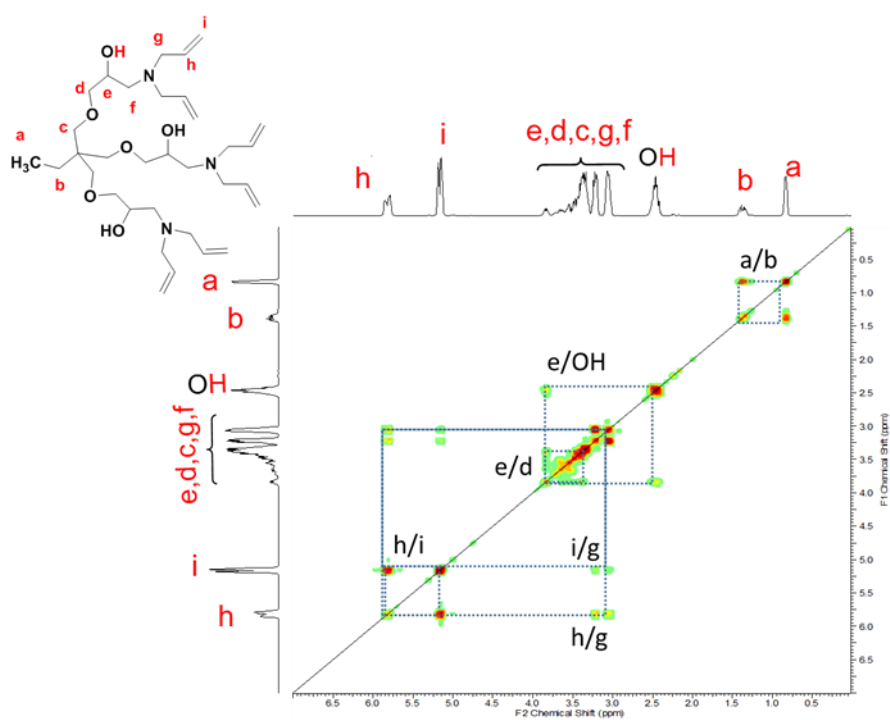 i
OH
g
h
N
d
e
f
O
c
OH
a
N
H3C
O
b
O
HO
N
e,d,c,g,f
i
OH
h
b
a
a
b
OH
e,d,c,g,f
i
h
a/b
e/OH
e/d
h/i
i/g
h/g
0.5
1.0
1.5
2.0
2.5
3.0
3.5
4.0
4.5
5.0
5.5
6.0
6.5
F1 Chemical Shift (ppm)
6.5 6.0 5.5 5.0 4.5 4.0 3.5 3.0 2.5 2.0 1.5 1.0 0.5
F2 Chemical Shift (ppm)